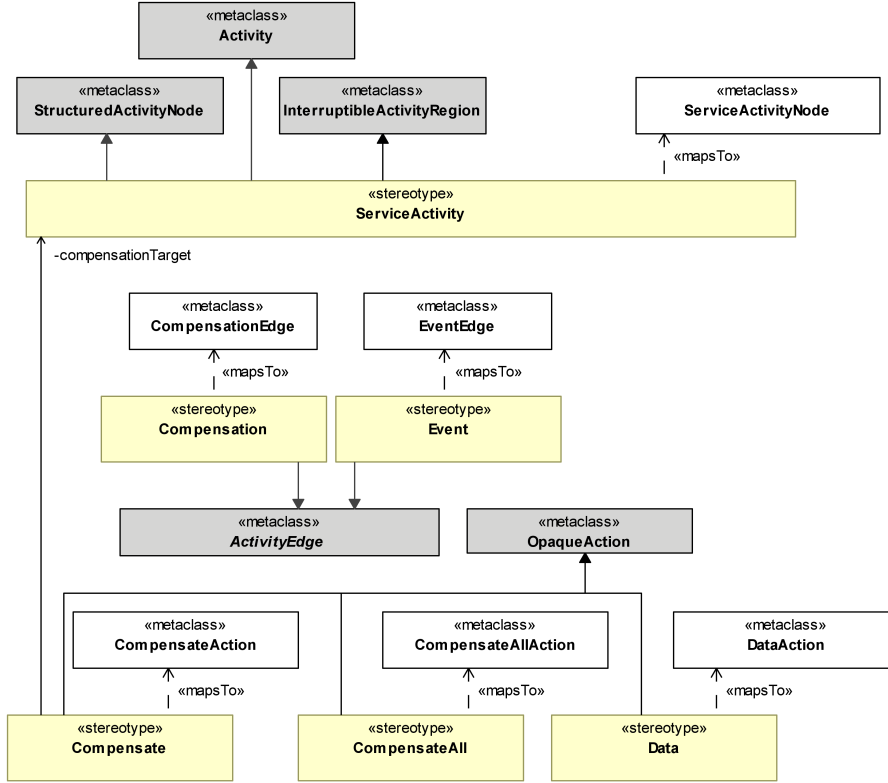 «metaclass»
Activity
«metaclass»
StructuredActivityNode
«metaclass»
InterruptibleActivityRegion
«metaclass»
ServiceActivityNode
«mapsTo»
«stereotype»
ServiceActivity
-compensationTarget
«metaclass»
CompensationEdge
«metaclass»
EventEdge
«mapsTo»
«mapsTo»
«stereotype»
Compensation
«stereotype»
Event
«metaclass»
ActivityEdge
«metaclass»
OpaqueAction
«metaclass»
CompensateAction
«metaclass»
CompensateAllAction
«metaclass»
DataAction
«mapsTo»
«mapsTo»
«mapsTo»
«stereotype»
Compensate
«stereotype»
CompensateAll
«stereotype»
Data